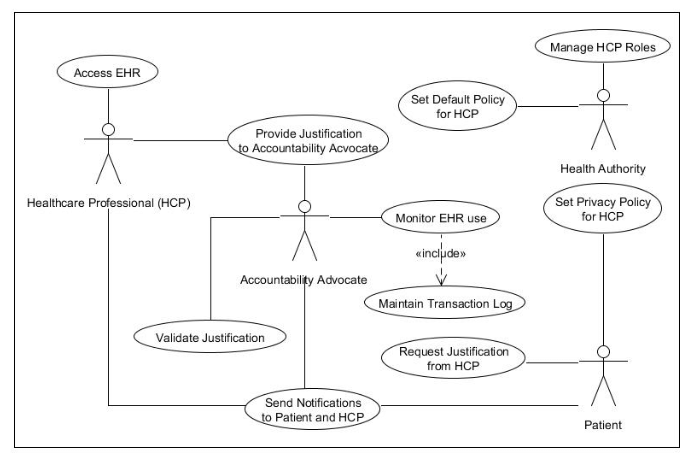 Manage HCP Roles
Access EHR
Set Default Policy
for HCP
Provide Justification
to Accountability Advocate
Health Authority
Healthcare Professional (HCP)
Set Privacy Policy
for HCP
Monitor EHR use
«include»
Accountability Advocate
Maintain Transaction Log
Validate Justification
Request Justification
from HCP
Send Notifications
to Patient and HCP
Patient